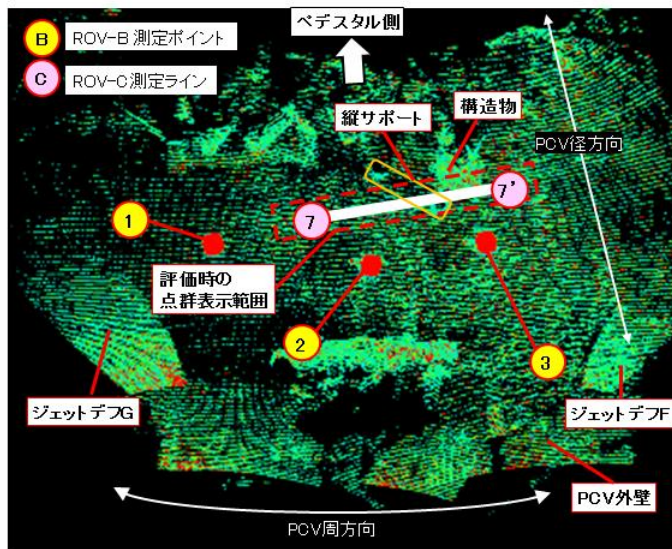 B ROV-B 測定ポイント
C ROV-C測定ライン
ペデスタル側
縦サポート
構造物
PCV径方向
1
7
7'
評価時の
点群表示範囲
2
3
ジェットデフG
ジェットデフF
PCV外壁
PCV周方向